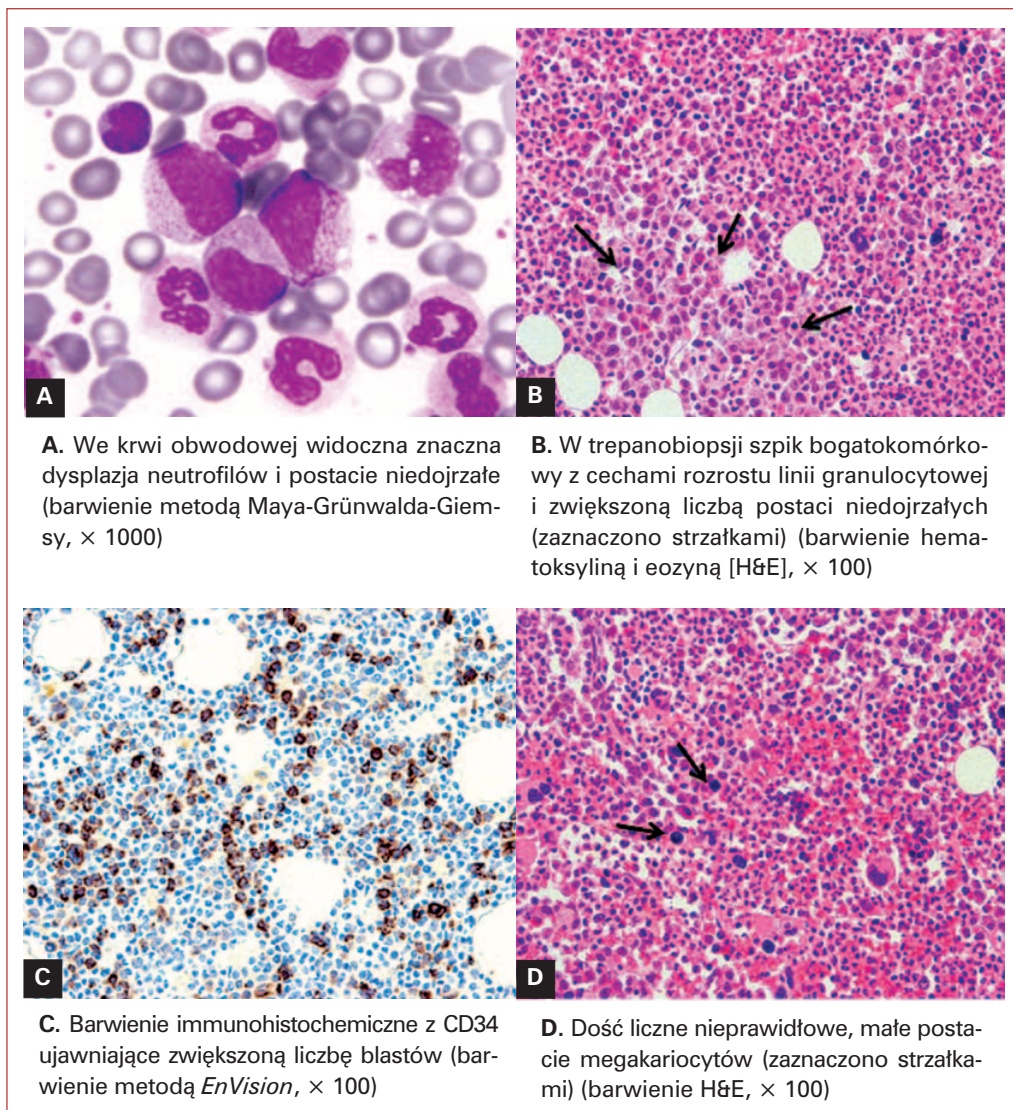 A
B
A. We krwi obwodowej widoczna znaczna
dysplazja neutrofilów i postacie niedojrzałe
(barwienie metodą Maya-Grünwalda-Giem-
sy, × 1000)
B. W trepanobiopsji szpik bogatokomórko-
wy z cechami rozrostu linii granulocytowej
i zwiększoną liczbą postaci niedojrzałych
(zaznaczono strzałkami) (barwienie hema-
toksyliną i eozyną [H&E], × 100)
C
D
C. Barwienie immunohistochemiczne z CD34
ujawniające zwiększoną liczbę blastów (bar-
wienie metodą EnVision, × 100)
D. Dość liczne nieprawidłowe, małe posta-
cie megakariocytów (zaznaczono strzałka-
mi) (barwienie H&E, × 100)